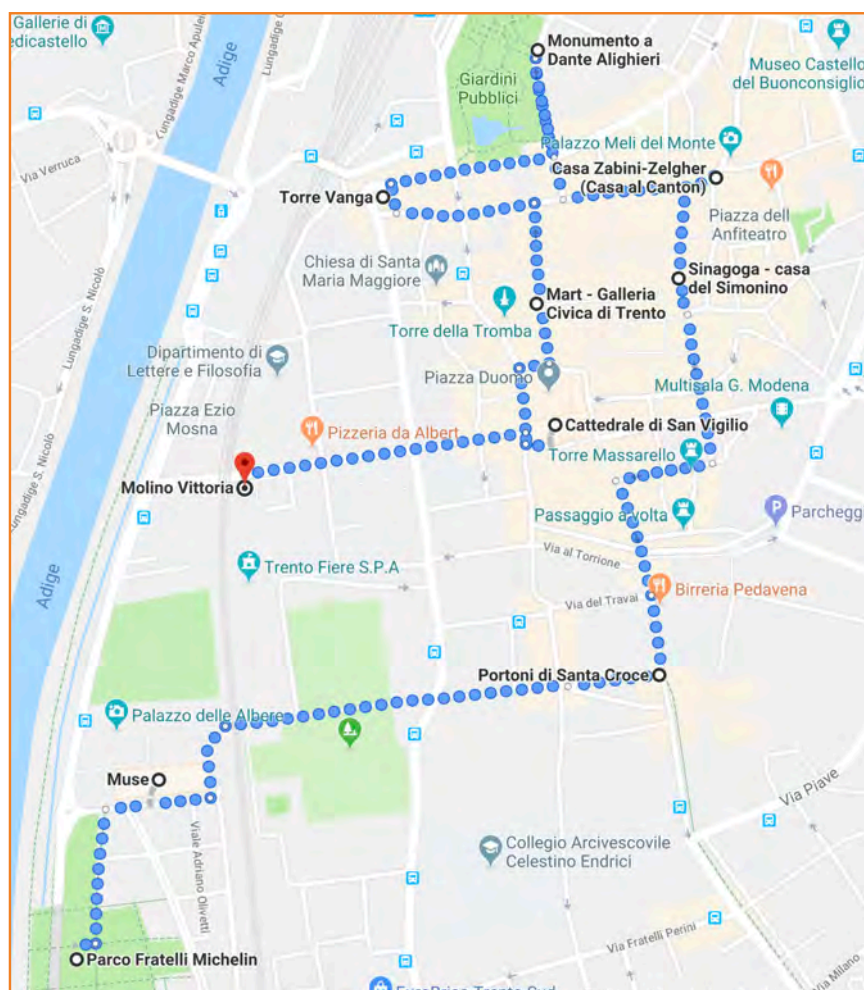 Gallerie di
edicastello
Adige
Lungadige Marco Apulei
Monumento a
Dante Alighieri
Museo Castello
del Buonconsiglio
Giardini
Pubblici
Via Verruca
Palazzo Meli del Monte
Casa Zabini-Zelgher
(Casa al Canton)
Torre Vanga
Piazza dell
Anfiteatro
Lungadige S. Nicolò
Chiesa di Santa
Maria Maggiore
Sinagoga - casa
del Simonino
Mart - Galleria
Civica di Trento
Torre della Tromba
Dipartimento di
Lettere e Filosofia
Piazza Duomo
Multisala G. Modena
Piazza Ezio
Mosna
Lungadige S. Nicolò
Pizzeria da Albert
Cattedrale di San Vigilio
Torre Massarello
Molino Vittoria
Passaggio a volta
P
Parcheggi
Via al Torrione
Trento Fiere S.P.A
Adige
Birreria Pedavena
Via del Travai
Portoni di Santa Croce
Palazzo delle Albere
Muse
Via Piave
Viale Adriano Olivetti
Collegio Arcivescovile
Celestino Endrici
Via Fratelli Perini
Parco Fratelli Michelin
Via Milano